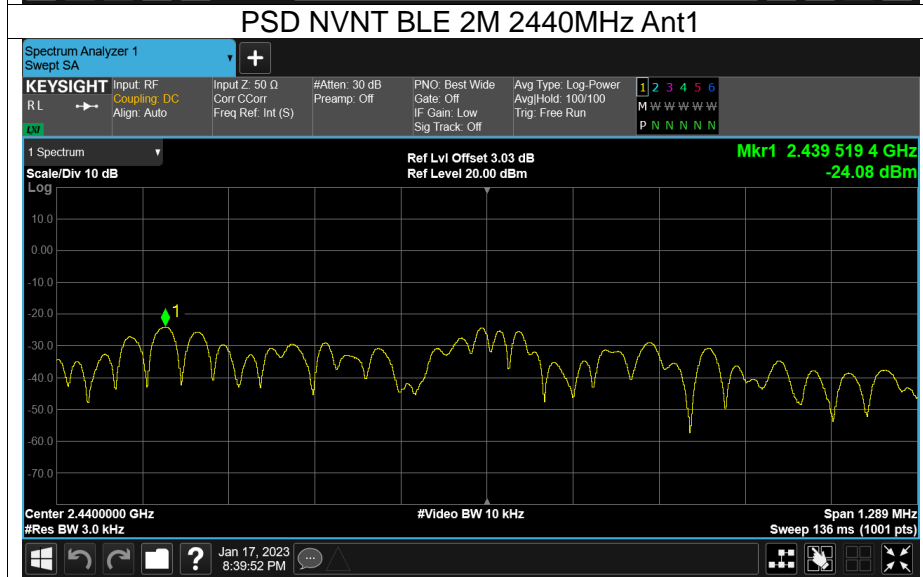 PSD NVNT BLE 2M 2440MHz Ant1
Spectrum Analyzer 1
Swept SA
+
KEYSIGHT Input: RF Input Z: 50 Ω #Atten: 30 dB PNO: Best Wide Avg Type: Log-Power 1 2 3 4 5 6
R L Coupling: DC Corr CCorr Preamp: Off Gate: Off Avg|Hold: 100/100 M W W W W W
Align: Auto Freq Ref: Int (S) IF Gain: Low Trig: Free Run
LXI Sig Track: Off P N N N N N
1 Spectrum Ref Lvl Offset 3.03 dB Mkr1 2.439 519 4 GHz
Scale/Div 10 dB Ref Level 20.00 dBm -24.08 dBm
Log
10.0
0.00
-10.0
-20.0
1
-30.0
-40.0
-50.0
-60.0
-70.0
Center 2.4400000 GHz #Video BW 10 kHz Span 1.289 MHz
#Res BW 3.0 kHz Sweep 136 ms (1001 pts)
? Jan 17, 2023
8:39:52 PM